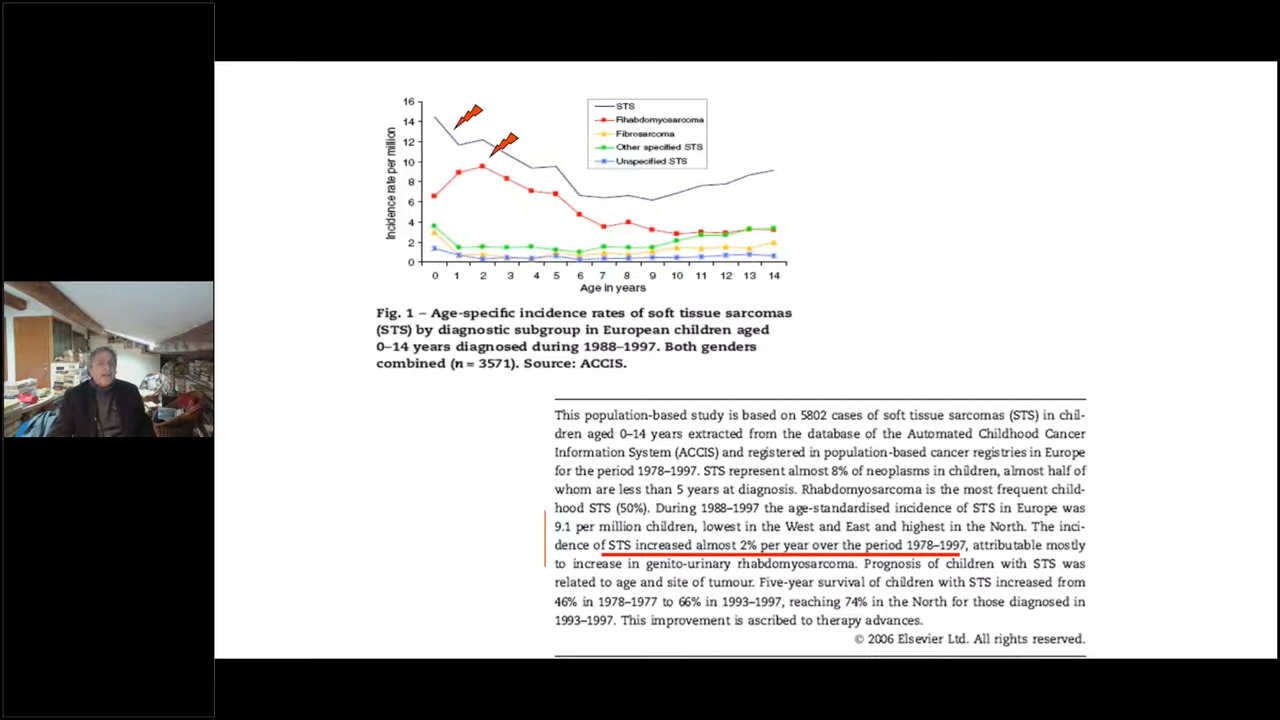 16
14
12
10
8
6
4
2
0
Incidence rate per million
STS
Rihabdomyosarcoma
Fibrosarcoma
Other specified STS
Unspecified STS
0 1 2 3 4 5 6 7 8 9 10 11 12 13 14
Age in years
Fig. 1 – Age-specific incidence rates of soft tissue sarcomas
(STS) by diagnostic subgroup in European children aged
0–14 years diagnosed during 1988–1997. Both genders
combined (n = 3571). Source: ACCIS.
This population-based study is based on 5802 cases of soft tissue sarcomas (STS) in chil-
dren aged 0–14 years extracted from the database of the Automated Childhood Cancer
Information System (ACCIS) and registered in population-based cancer registries in Europe
for the period 1978–1997. STS represent almost 8% of neoplasms in children, almost half of
whom are less than 5 years at diagnosis. Rhabdomyosarcoma is the most frequent child-
hood STS (50%). During 1988–1997 the age-standardised incidence of STS in Europe was
9.1 per million children, lowest in the West and East and highest in the North. The inci-
dence of STS increased almost 2% per year over the period 1978–1997, attributable mostly
to increase in genito-urinary rhabdomyosarcoma. Prognosis of children with STS was
related to age and site of tumour. Five-year survival of children with STS increased from
46% in 1978–1977 to 66% in 1993–1997, reaching 74% in the North for those diagnosed in
1993–1997. This improvement is ascribed to therapy advances.
© 2006 Elsevier Ltd. All rights reserved.